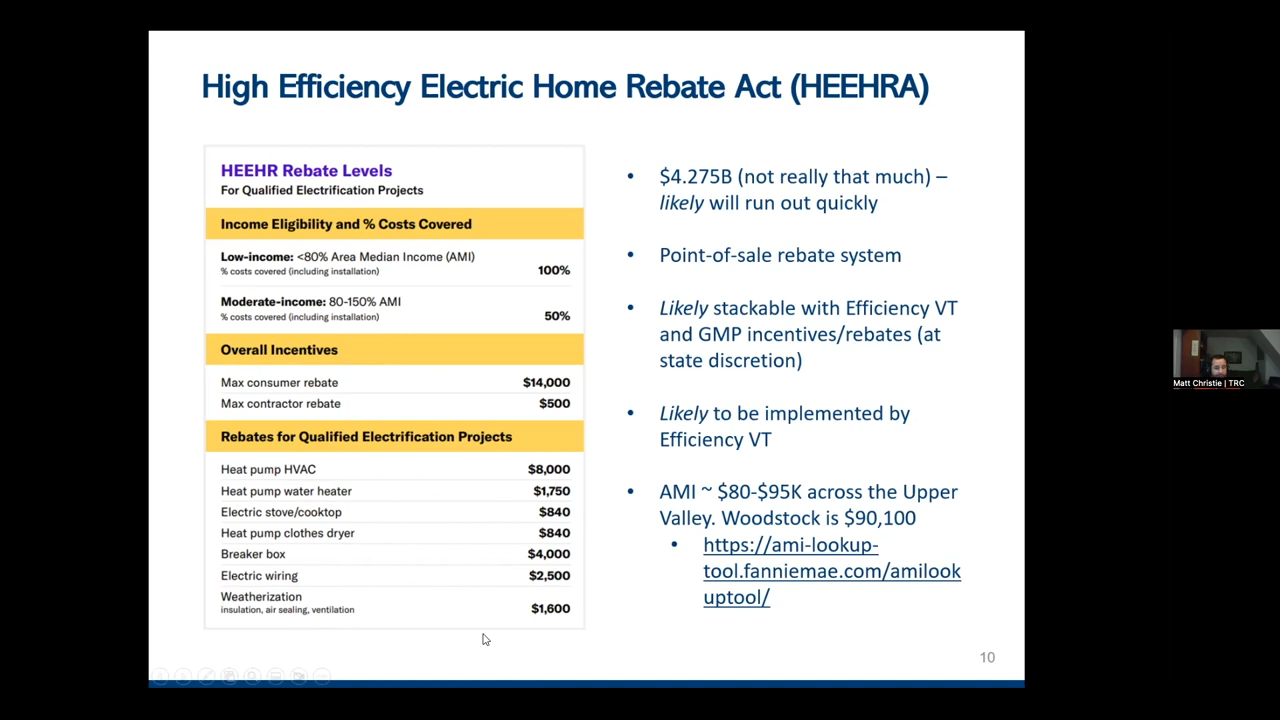 High Efficiency Electric Home Rebate Act (HEEHRA)
HEEHR Rebate Levels
For Qualified Electrification Projects
Income Eligibility and % Costs Covered
Low-income: <80% Area Median Income (AMI)
% costs covered (including installation) 100%
Moderate-income: 80-150% AMI
% costs covered (including installation) 50%
Overall Incentives
Max consumer rebate $14,000
Max contractor rebate $500
Rebates for Qualified Electrification Projects
Heat pump HVAC $8,000
Heat pump water heater $1,750
Electric stove/cooktop $840
Heat pump clothes dryer $840
Breaker box $4,000
Electric wiring $2,500
Weatherization
insulation, air sealing, ventilation $1,600
• $4.275B (not really that much) –
likely will run out quickly
• Point-of-sale rebate system
• Likely stackable with Efficiency VT
and GMP incentives/rebates (at
state discretion)
• Likely to be implemented by
Efficiency VT
• AMI ~ $80-$95K across the Upper
Valley. Woodstock is $90,100
• https://ami-lookup-
tool.fanniemae.com/amilook
uptool/
10
Matt Christie | TRC